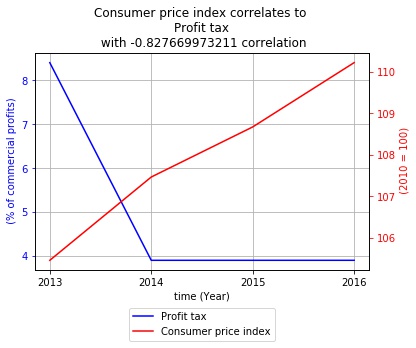 Consumer price index correlates to
Profit tax
with -0.827669973211 correlation
8
7
6
5
4
(% of commercial profits)
110
109
108
107
106
(2010 = 100)
2013 2014 2015 2016
time (Year)
Profit tax
Consumer price index